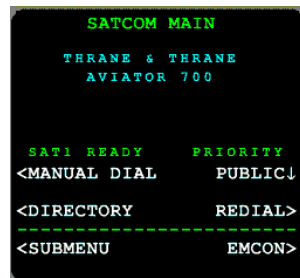 SATCOM MAIN
THRANE & THRANE
AVIATOR 700
SAT1 READY PRIORITY
<MANUAL DIAL PUBLIC↓
<DIRECTORY REDIAL>
<SUBMENU EMCON>